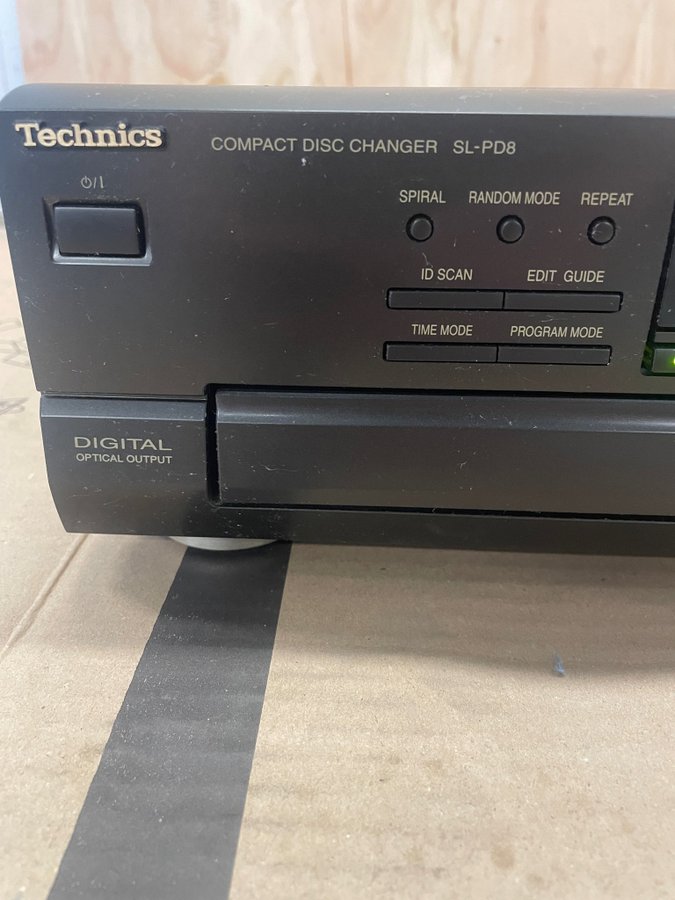 Technics
COMPACT DISC CHANGER SL-PD8
⏻/I
SPIRAL RANDOM MODE REPEAT
ID SCAN EDIT GUIDE
TIME MODE PROGRAM MODE
DIGITAL
OPTICAL OUTPUT